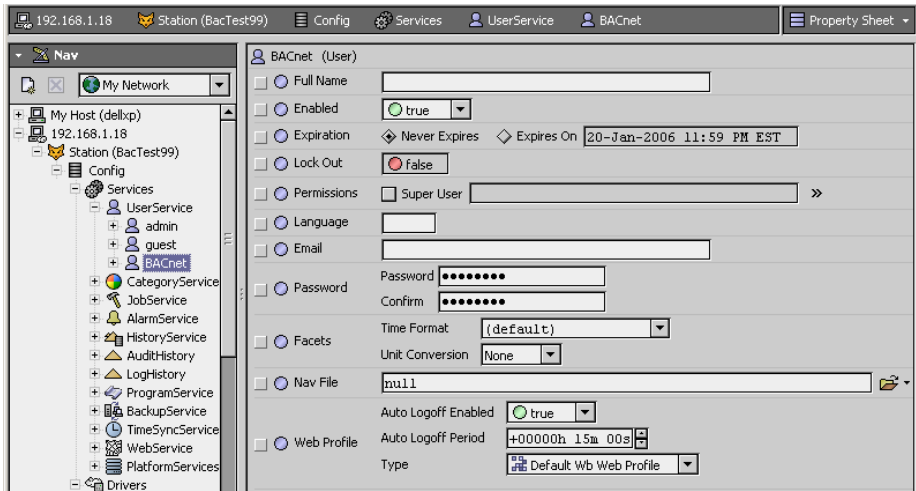 192.168.1.18 Station (BacTest99) Config Services UserService BACnet Property Sheet
Nav
My Network
My Host (dellxp)
192.168.1.18
Station (BacTest99)
Config
Services
UserService
admin
guest
BACnet
CategoryService
JobService
AlarmService
HistoryService
AuditHistory
LogHistory
ProgramService
BackupService
TimeSyncService
WebService
PlatformServices
Drivers
BACnet (User)
Full Name
Enabled true
Expiration Never Expires Expires On 20-Jan-2006 11:59 PM EST
Lock Out false
Permissions Super User »
Language
Email
Password Password ●●●●●●●●
Confirm ●●●●●●●●
Facets Time Format (default)
Unit Conversion None
Nav File null
Web Profile Auto Logoff Enabled true
Auto Logoff Period +00000h 15m 00s
Type Default Wb Web Profile